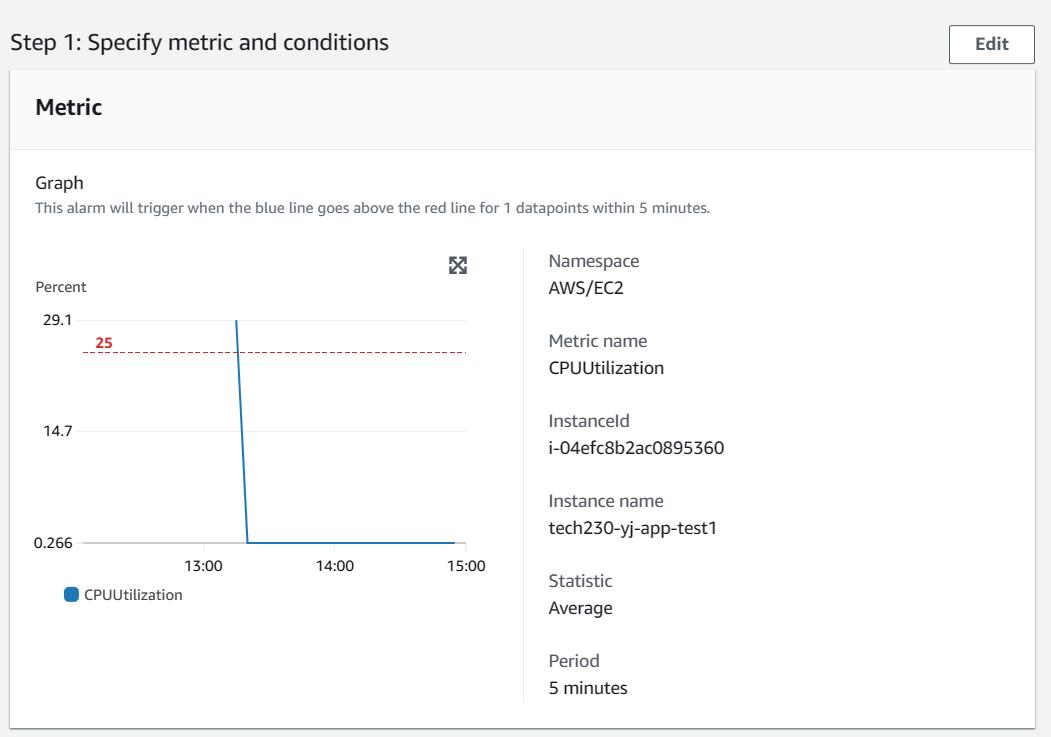 Step 1: Specify metric and conditions
Edit
Metric
Graph
This alarm will trigger when the blue line goes above the red line for 1 datapoints within 5 minutes.
Percent
29.1
25
14.7
0.266
13:00
14:00
15:00
CPUUtilization
Namespace
AWS/EC2
Metric name
CPUUtilization
InstanceId
i-04efc8b2ac0895360
Instance name
tech230-yj-app-test1
Statistic
Average
Period
5 minutes